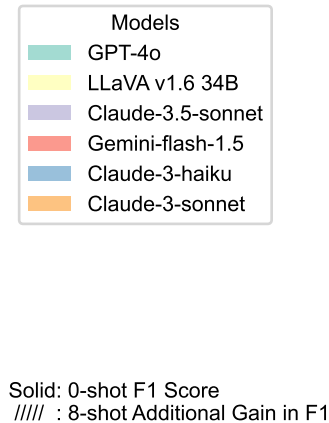 Models
GPT-4o
LLaVA v1.6 34B
Claude-3.5-sonnet
Gemini-flash-1.5
Claude-3-haiku
Claude-3-sonnet
Solid: 0-shot F1 Score
///// : 8-shot Additional Gain in F1